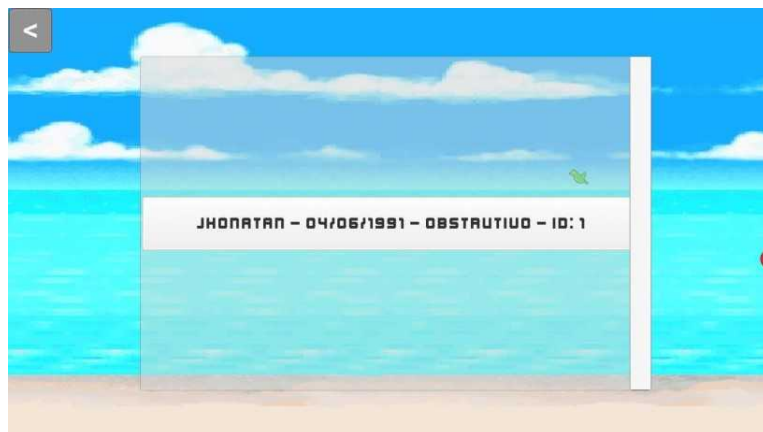 <
JHONATAN – 04/06/1991 – OBSTRUTIVO – ID: 1